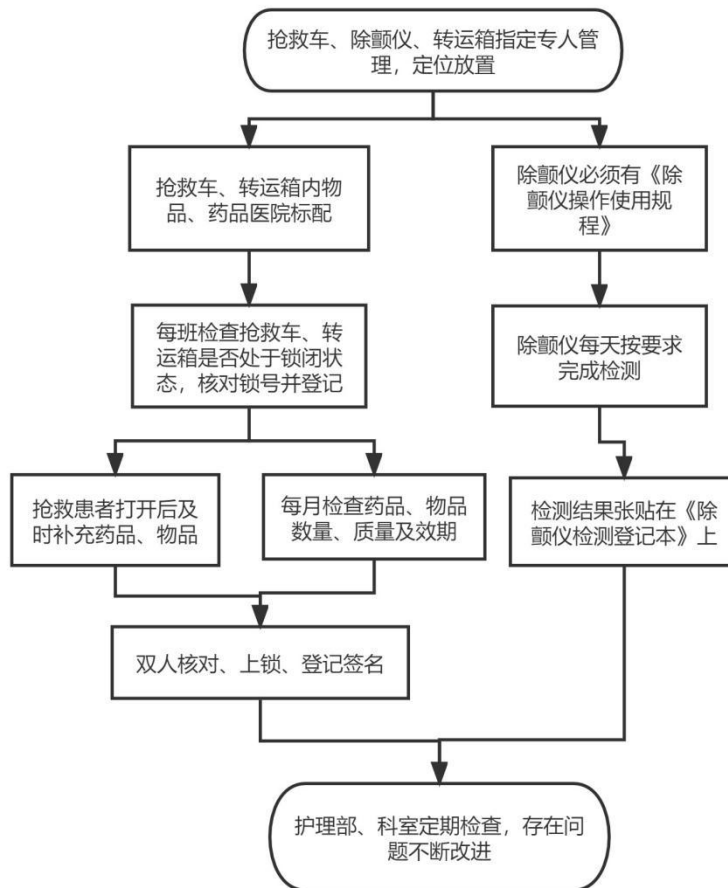 抢救车、除颤仪、转运箱指定专人管
理，定位放置
抢救车、转运箱内物
品、药品医院标配
除颤仪必须有《除
颤仪操作使用规
程》
每班检查抢救车、转
运箱是否处于锁闭状
态，核对锁号并登记
除颤仪每天按要求
完成检测
抢救患者打开后及
时补充药品、物品
每月检查药品、物品
数量、质量及效期
检测结果张贴在《除
颤仪检测登记本》上
双人核对、上锁、登记签名
护理部、科室定期检查，存在问
题不断改进